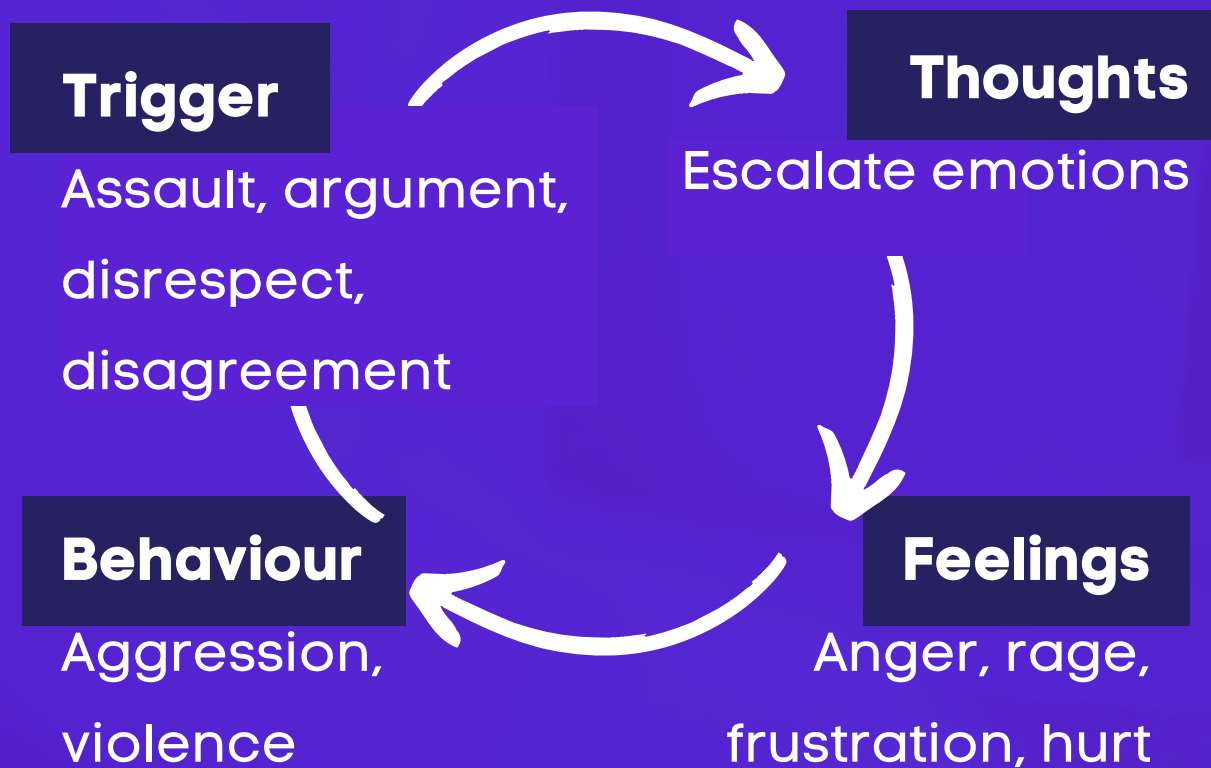 Trigger
Assault, argument,
disrespect,
disagreement
Thoughts
Escalate emotions
Feelings
Anger, rage,
frustration, hurt
Behaviour
Aggression,
violence